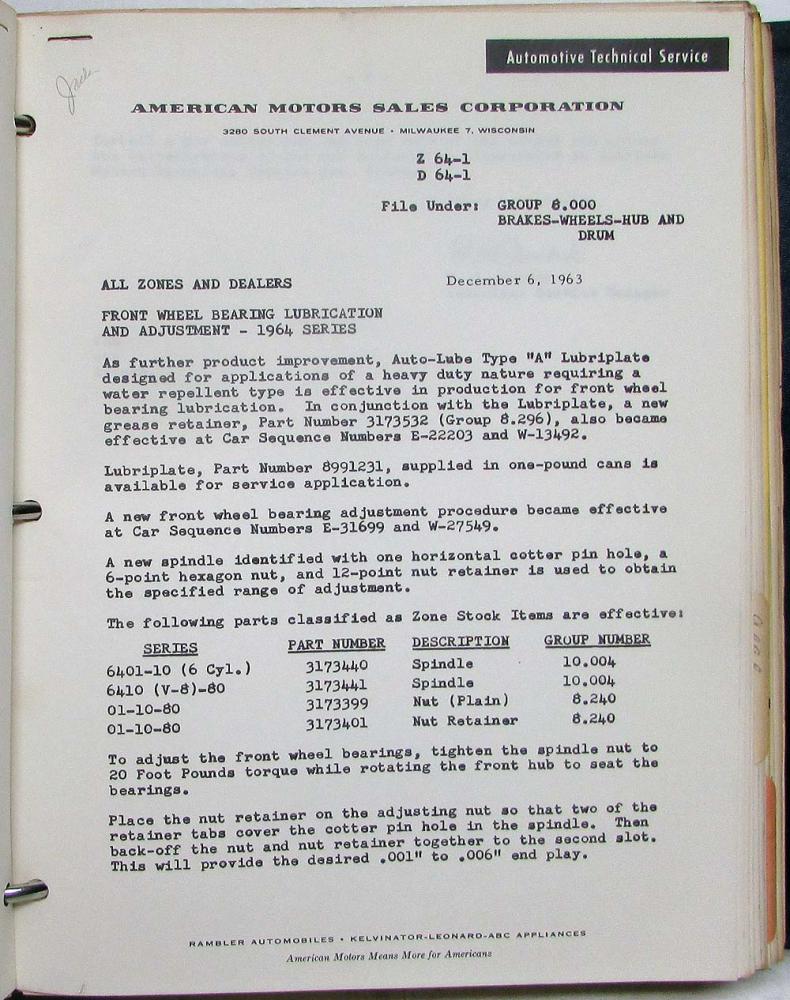 Jack
Automotive Technical Service
AMERICAN MOTORS SALES CORPORATION
3280 SOUTH CLEMENT AVENUE • MILWAUKEE 7, WISCONSIN
Z 64-1
D 64-1
File Under: GROUP 8.000
BRAKES-WHEELS-HUB AND
DRUM
ALL ZONES AND DEALERS December 6, 1963
FRONT WHEEL BEARING LUBRICATION
AND ADJUSTMENT - 1964 SERIES
As further product improvement, Auto-Lube Type "A" Lubriplate
designed for applications of a heavy duty nature requiring a
water repellent type is effective in production for front wheel
bearing lubrication. In conjunction with the Lubriplate, a new
grease retainer, Part Number 3173532 (Group 8.296), also became
effective at Car Sequence Numbers E-22203 and W-13492.
Lubriplate, Part Number 8991231, supplied in one-pound cans is
available for service application.
A new front wheel bearing adjustment procedure became effective
at Car Sequence Numbers E-31699 and W-27549.
A new spindle identified with one horizontal cotter pin hole, a
6-point hexagon nut, and 12-point nut retainer is used to obtain
the specified range of adjustment.
The following parts classified as Zone Stock Items are effective:
SERIES PART NUMBER DESCRIPTION GROUP NUMBER
6401-10 (6 Cyl.) 3173440 Spindle 10.004
6410 (V-8)-80 3173441 Spindle 10.004
01-10-80 3173399 Nut (Plain) 8.240
01-10-80 3173401 Nut Retainer 8.240
To adjust the front wheel bearings, tighten the spindle nut to
20 Foot Pounds torque while rotating the front hub to seat the
bearings.
Place the nut retainer on the adjusting nut so that two of the
retainer tabs cover the cotter pin hole in the spindle. Then
back-off the nut and nut retainer together to the second slot.
This will provide the desired .001" to .006" end play.
RAMBLER AUTOMOBILES • KELVINATOR-LEONARD-ABC APPLIANCES
American Motors Means More for Americans